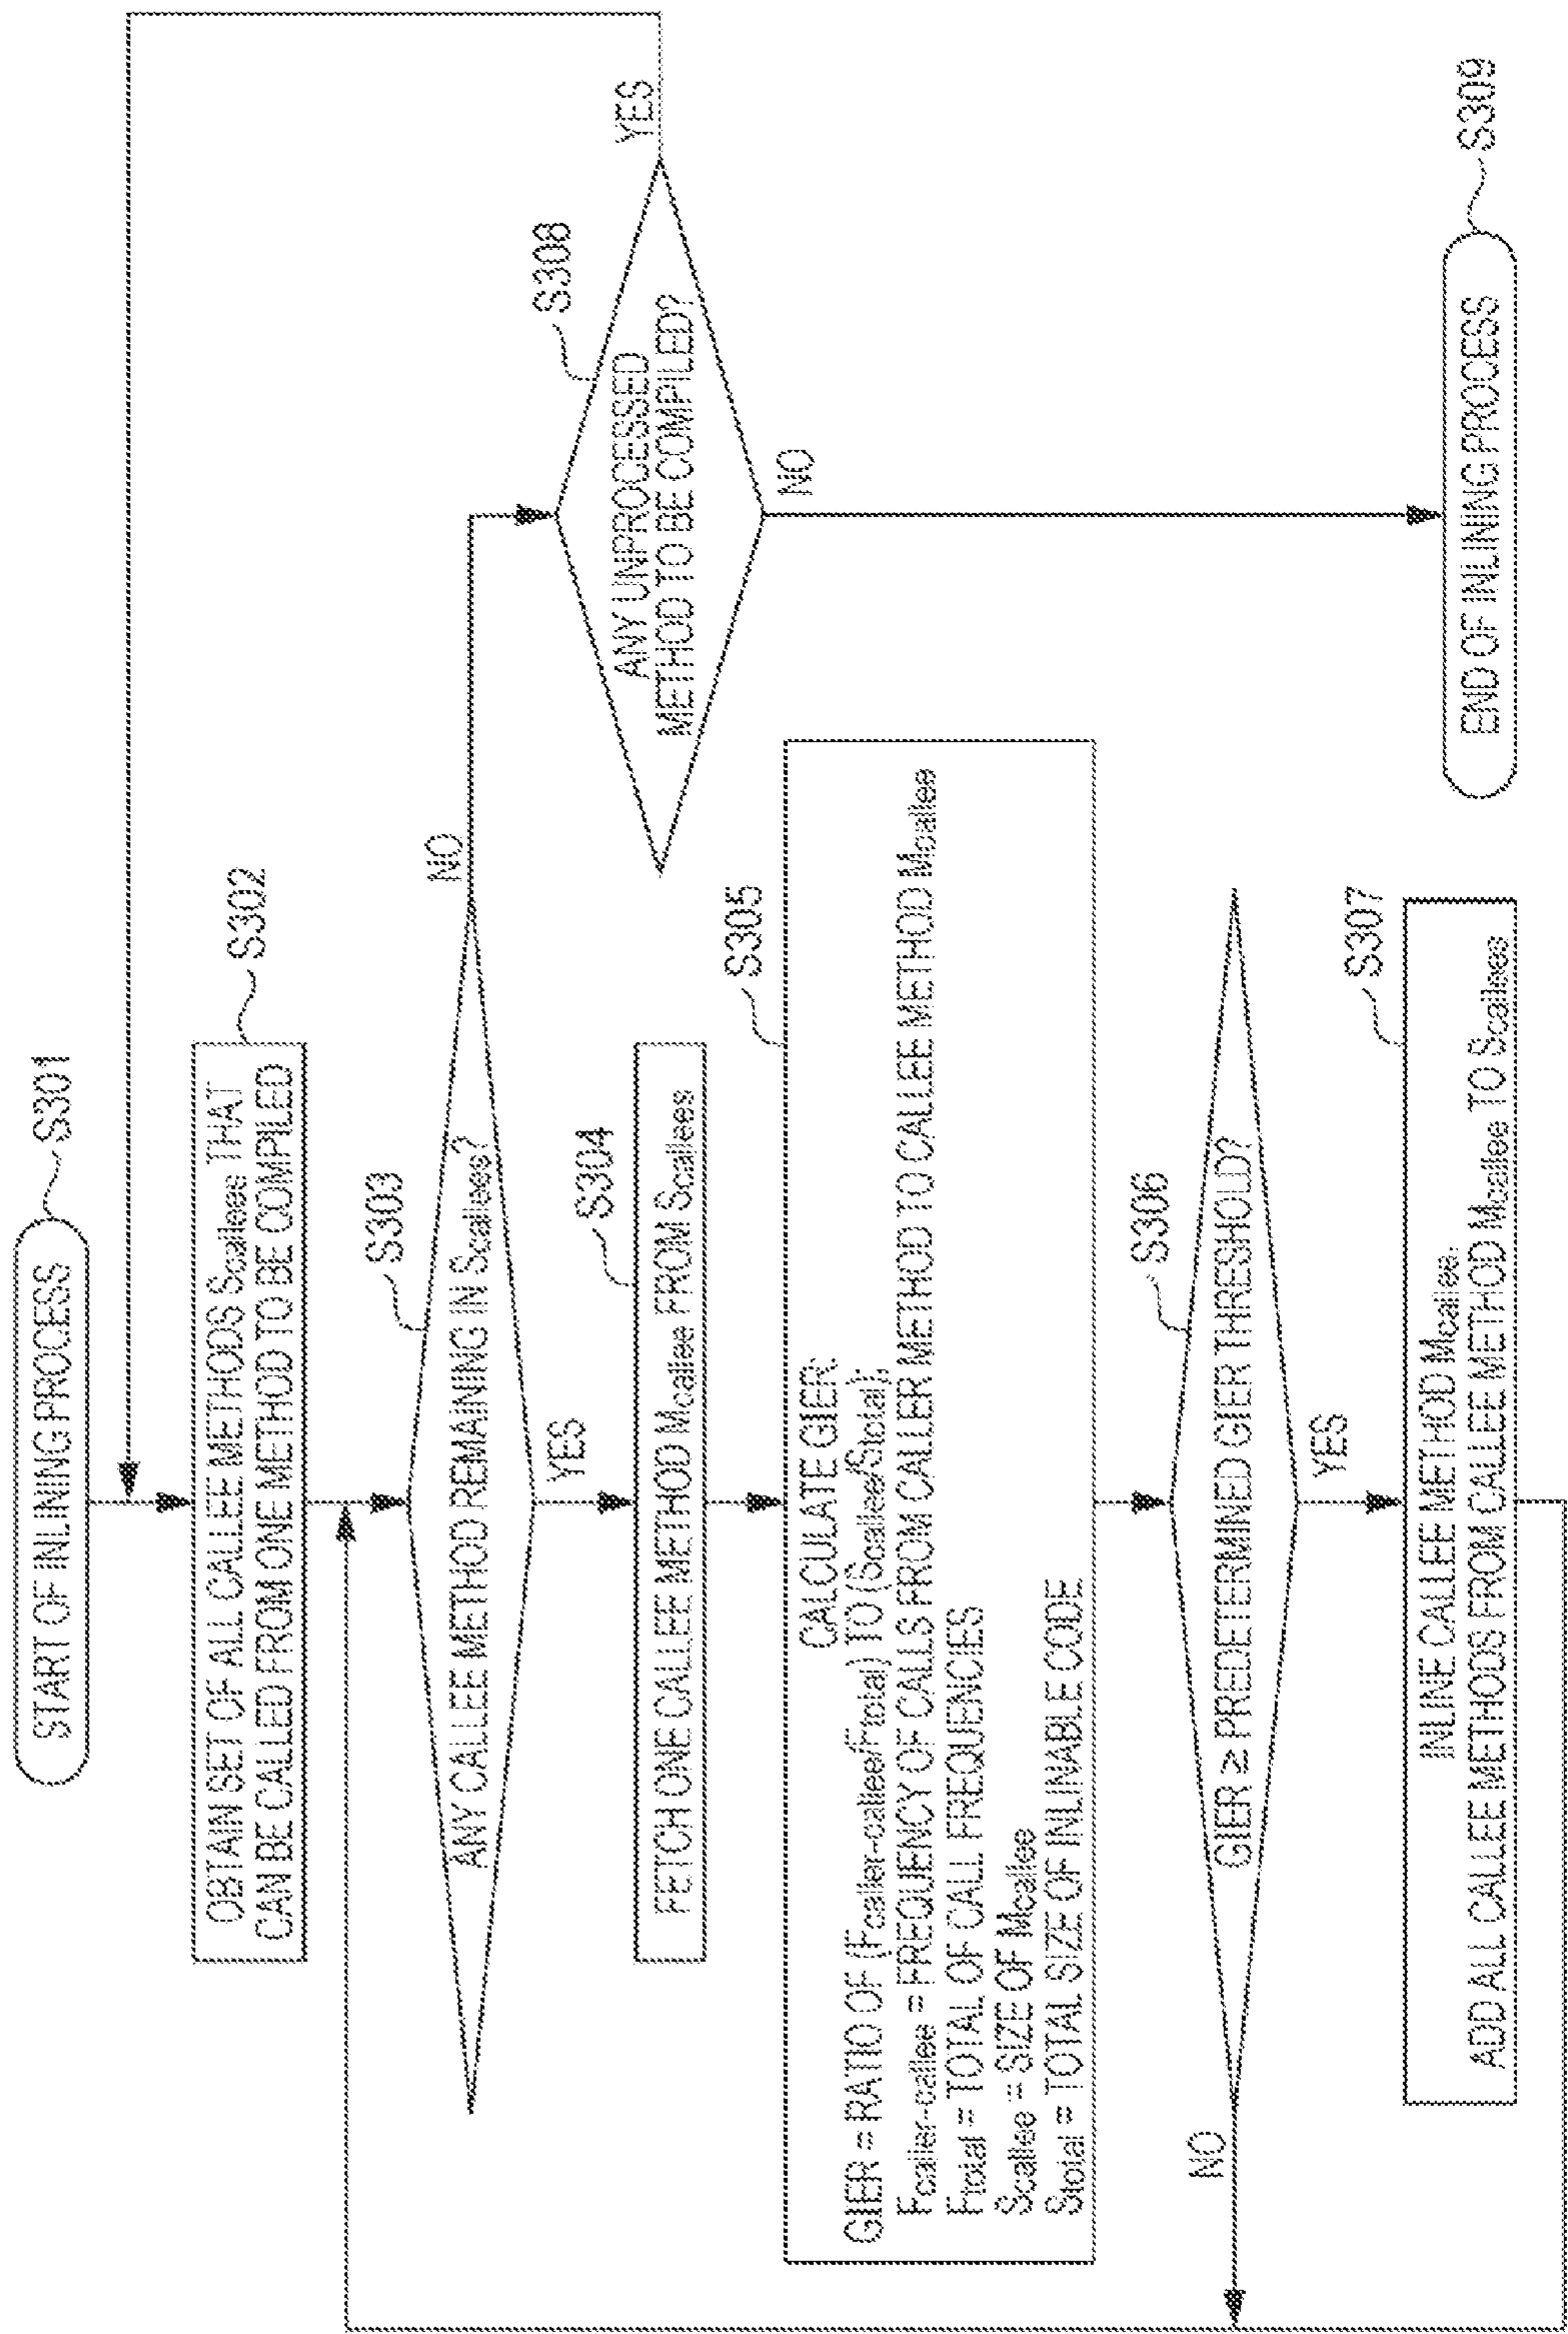 START OF INLINING PROCESS
S301
OBTAIN SET OF ALL CALLEE METHODS Scallees THAT
CAN BE CALLED FROM ONE METHOD TO BE COMPILED
S302
ANY CALLEE METHOD REMAINING IN Scallees?
S303
NO
YES
FETCH ONE CALLEE METHOD Mcallee FROM Scallees
S304
CALCULATE GIER:
GIER = RATIO OF (Fcaller-callee/Ftotal) TO (Scallee/Stotal);
Fcaller-callee = FREQUENCY OF CALLS FROM CALLER METHOD TO CALLEE METHOD Mcallee
Ftotal = TOTAL OF CALL FREQUENCIES
Scallee = SIZE OF Mcallee
Stotal = TOTAL SIZE OF INLINABLE CODE
S305
GIER ≥ PREDETERMINED GIER THRESHOLD?
S306
NO
YES
INLINE CALLEE METHOD Mcallee.
ADD ALL CALLEE METHODS FROM CALLEE METHOD Mcallee TO Scallees
S307
ANY UNPROCESSED
METHOD TO BE COMPILED?
S308
YES
NO
END OF INLINING PROCESS
S309